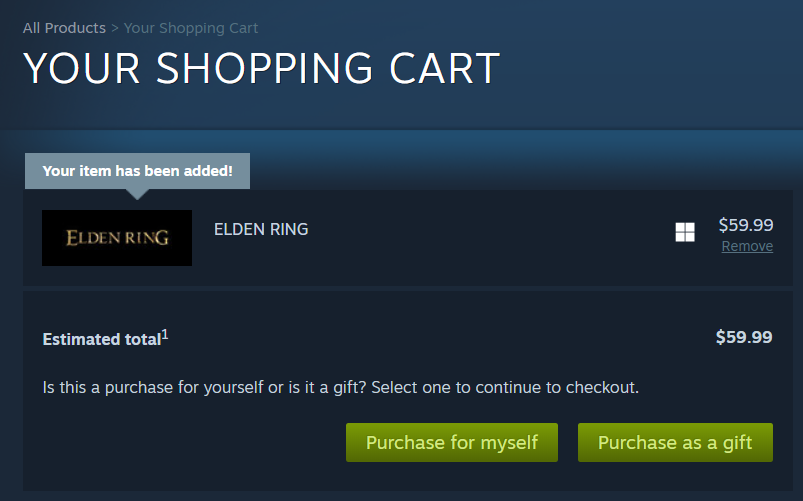 All Products > Your Shopping Cart
YOUR SHOPPING CART
Your item has been added!
ELDEN RING
ELDEN RING
$59.99
Remove
Estimated total1
$59.99
Is this a purchase for yourself or is it a gift? Select one to continue to checkout.
Purchase for myself
Purchase as a gift